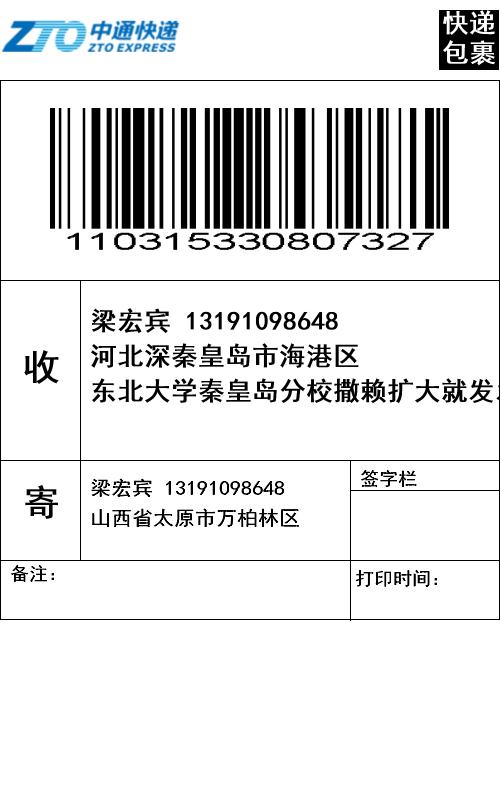 ZTO 中通快递
ZTO EXPRESS
快递
包裹
110315330807327
收
梁宏宾 13191098648
河北深秦皇岛市海港区
东北大学秦皇岛分校撒赖扩大就发
寄
梁宏宾 13191098648
山西省太原市万柏林区
签字栏
备注：
打印时间：